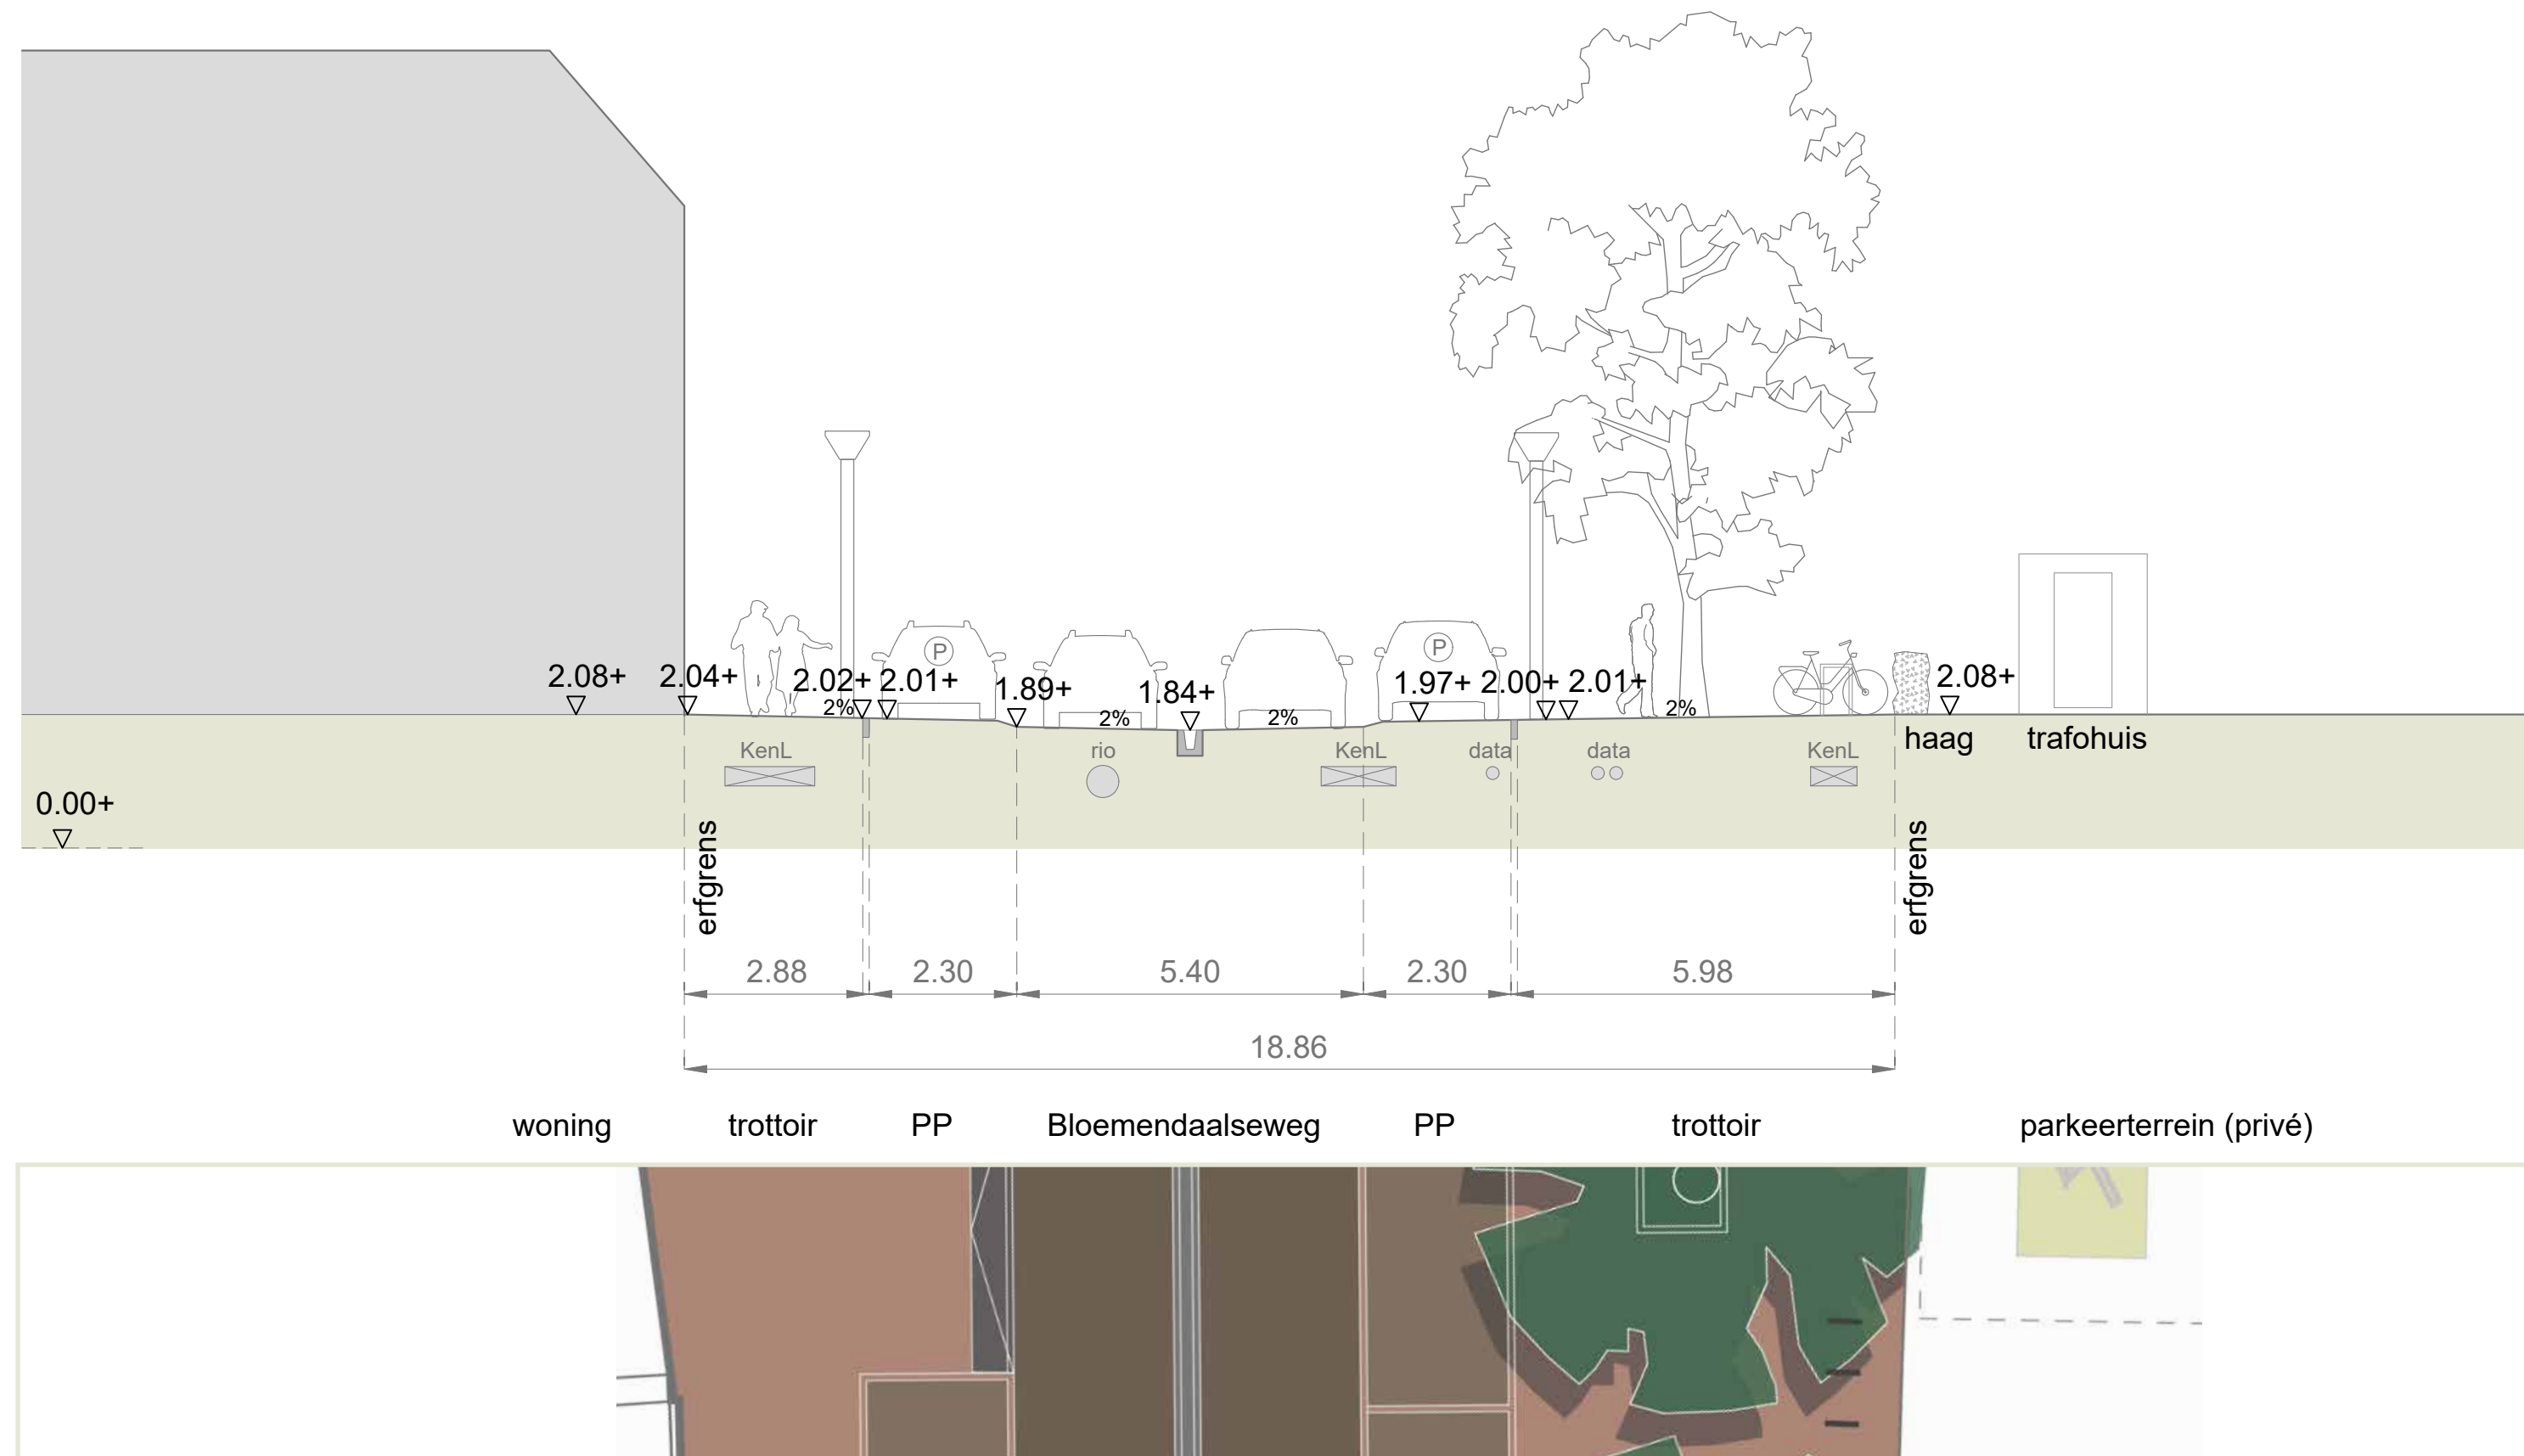 P
P
2.08+ 2.04+ 2.02+ 2.01+ 1.89+ 1.84+ 1.97+ 2.00+ 2.01+ 2.08+
2% 2% 2% 2%
KenL rio KenL data data KenL haag trafohuis
0.00+
erfgrens erfgrens
2.88 2.30 5.40 2.30 5.98
18.86
woning trottoir PP Bloemendaalseweg PP trottoir parkeerterrein (privé)